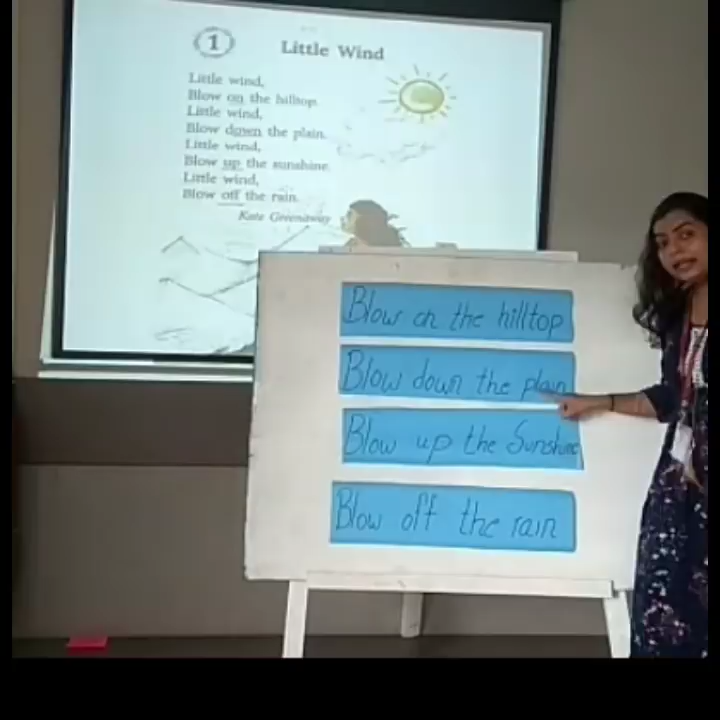 1
Little Wind
Little wind,
Blow on the hilltop.
Little wind,
Blow down the plain.
Little wind,
Blow up the sunshine.
Little wind,
Blow off the rain.
Kate Greenaway
Blow on the hilltop
Blow down the plain
Blow up the Sunshine
Blow off the rain